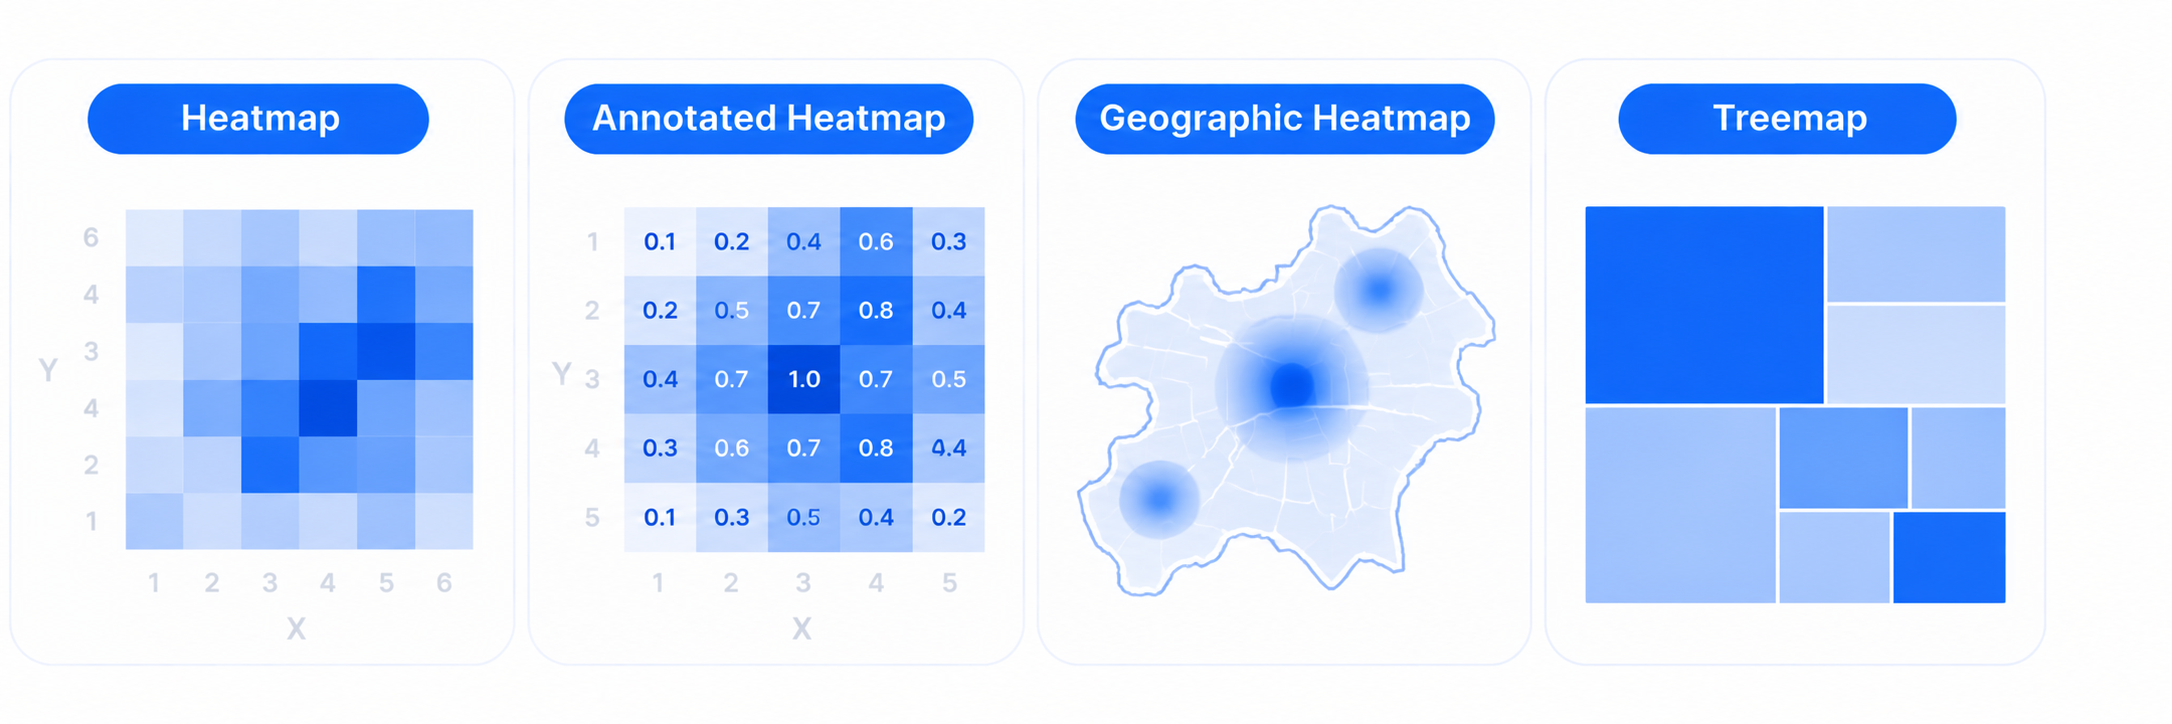 Heatmap
6
4
3
4
2
1
Y
1 2 3 4 5 6
X
Annotated Heatmap
1 0.1 0.2 0.4 0.6 0.3
2 0.2 0.5 0.7 0.8 0.4
Y 3 0.4 0.7 1.0 0.7 0.5
4 0.3 0.6 0.7 0.8 4.4
5 0.1 0.3 0.5 0.4 0.2
1 2 3 4 5
X
Geographic Heatmap
Treemap